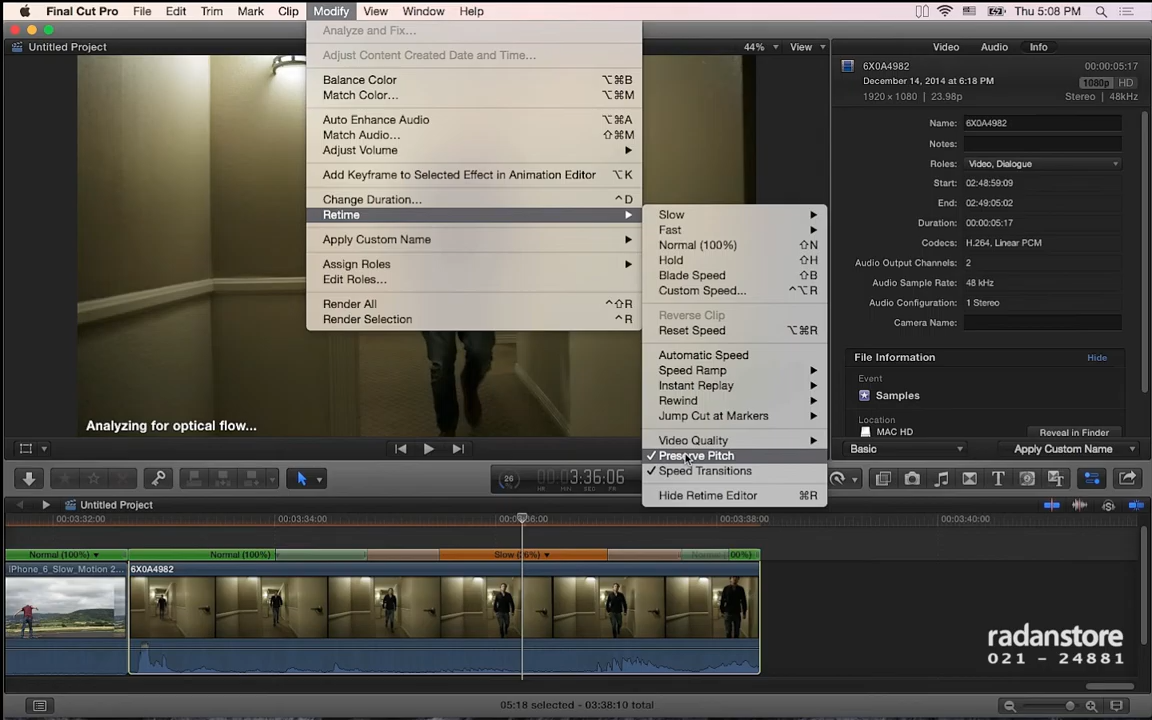 Final Cut Pro File Edit Trim Mark Clip Modify View Window Help Thu 5:08 PM
Untitled Project 44% View Video Audio Info
Analyze and Fix...
Adjust Content Created Date and Time...
Balance Color ⌥⌘B
Match Color... ⌥⌘M
Auto Enhance Audio ⌥⌘A
Match Audio... ⇧⌘M
Adjust Volume
Add Keyframe to Selected Effect in Animation Editor ⌥K
Change Duration... ^D
Retime
Apply Custom Name
Assign Roles
Edit Roles...
Render All ^⇧R
Render Selection ^R
Slow
Fast
Normal (100%) ⇧N
Hold ⇧H
Blade Speed ⇧B
Custom Speed... ^⌥R
Reverse Clip
Reset Speed ⌥⌘R
Automatic Speed
Speed Ramp
Instant Replay
Rewind
Jump Cut at Markers
Video Quality
✓ Preserve Pitch
✓ Speed Transitions
Hide Retime Editor ⌘R
6X0A4982 00:00:05:17
December 14, 2014 at 6:18 PM 1080p HD
1920 × 1080 | 23.98p Stereo | 48kHz
Name: 6X0A4982
Notes:
Roles: Video, Dialogue
Start: 02:48:59:09
End: 02:49:05:02
Duration: 00:00:05:17
Codecs: H.264, Linear PCM
Audio Output Channels: 2
Audio Sample Rate: 48 kHz
Audio Configuration: 1 Stereo
Camera Name:
File Information Hide
Event
Samples
Location
MAC HD Reveal in Finder
Basic Apply Custom Name
Analyzing for optical flow...
26 3:36:06
Untitled Project
00:03:32:00 00:03:34:00 00:03:38:00 00:03:40:00
Normal (100%) Normal (100%) Normal 00%)
iPhone_6_Slow_Motion 2... 6X0A4982
radanstore
021 - 24881
05:18 selected - 03:38:10 total